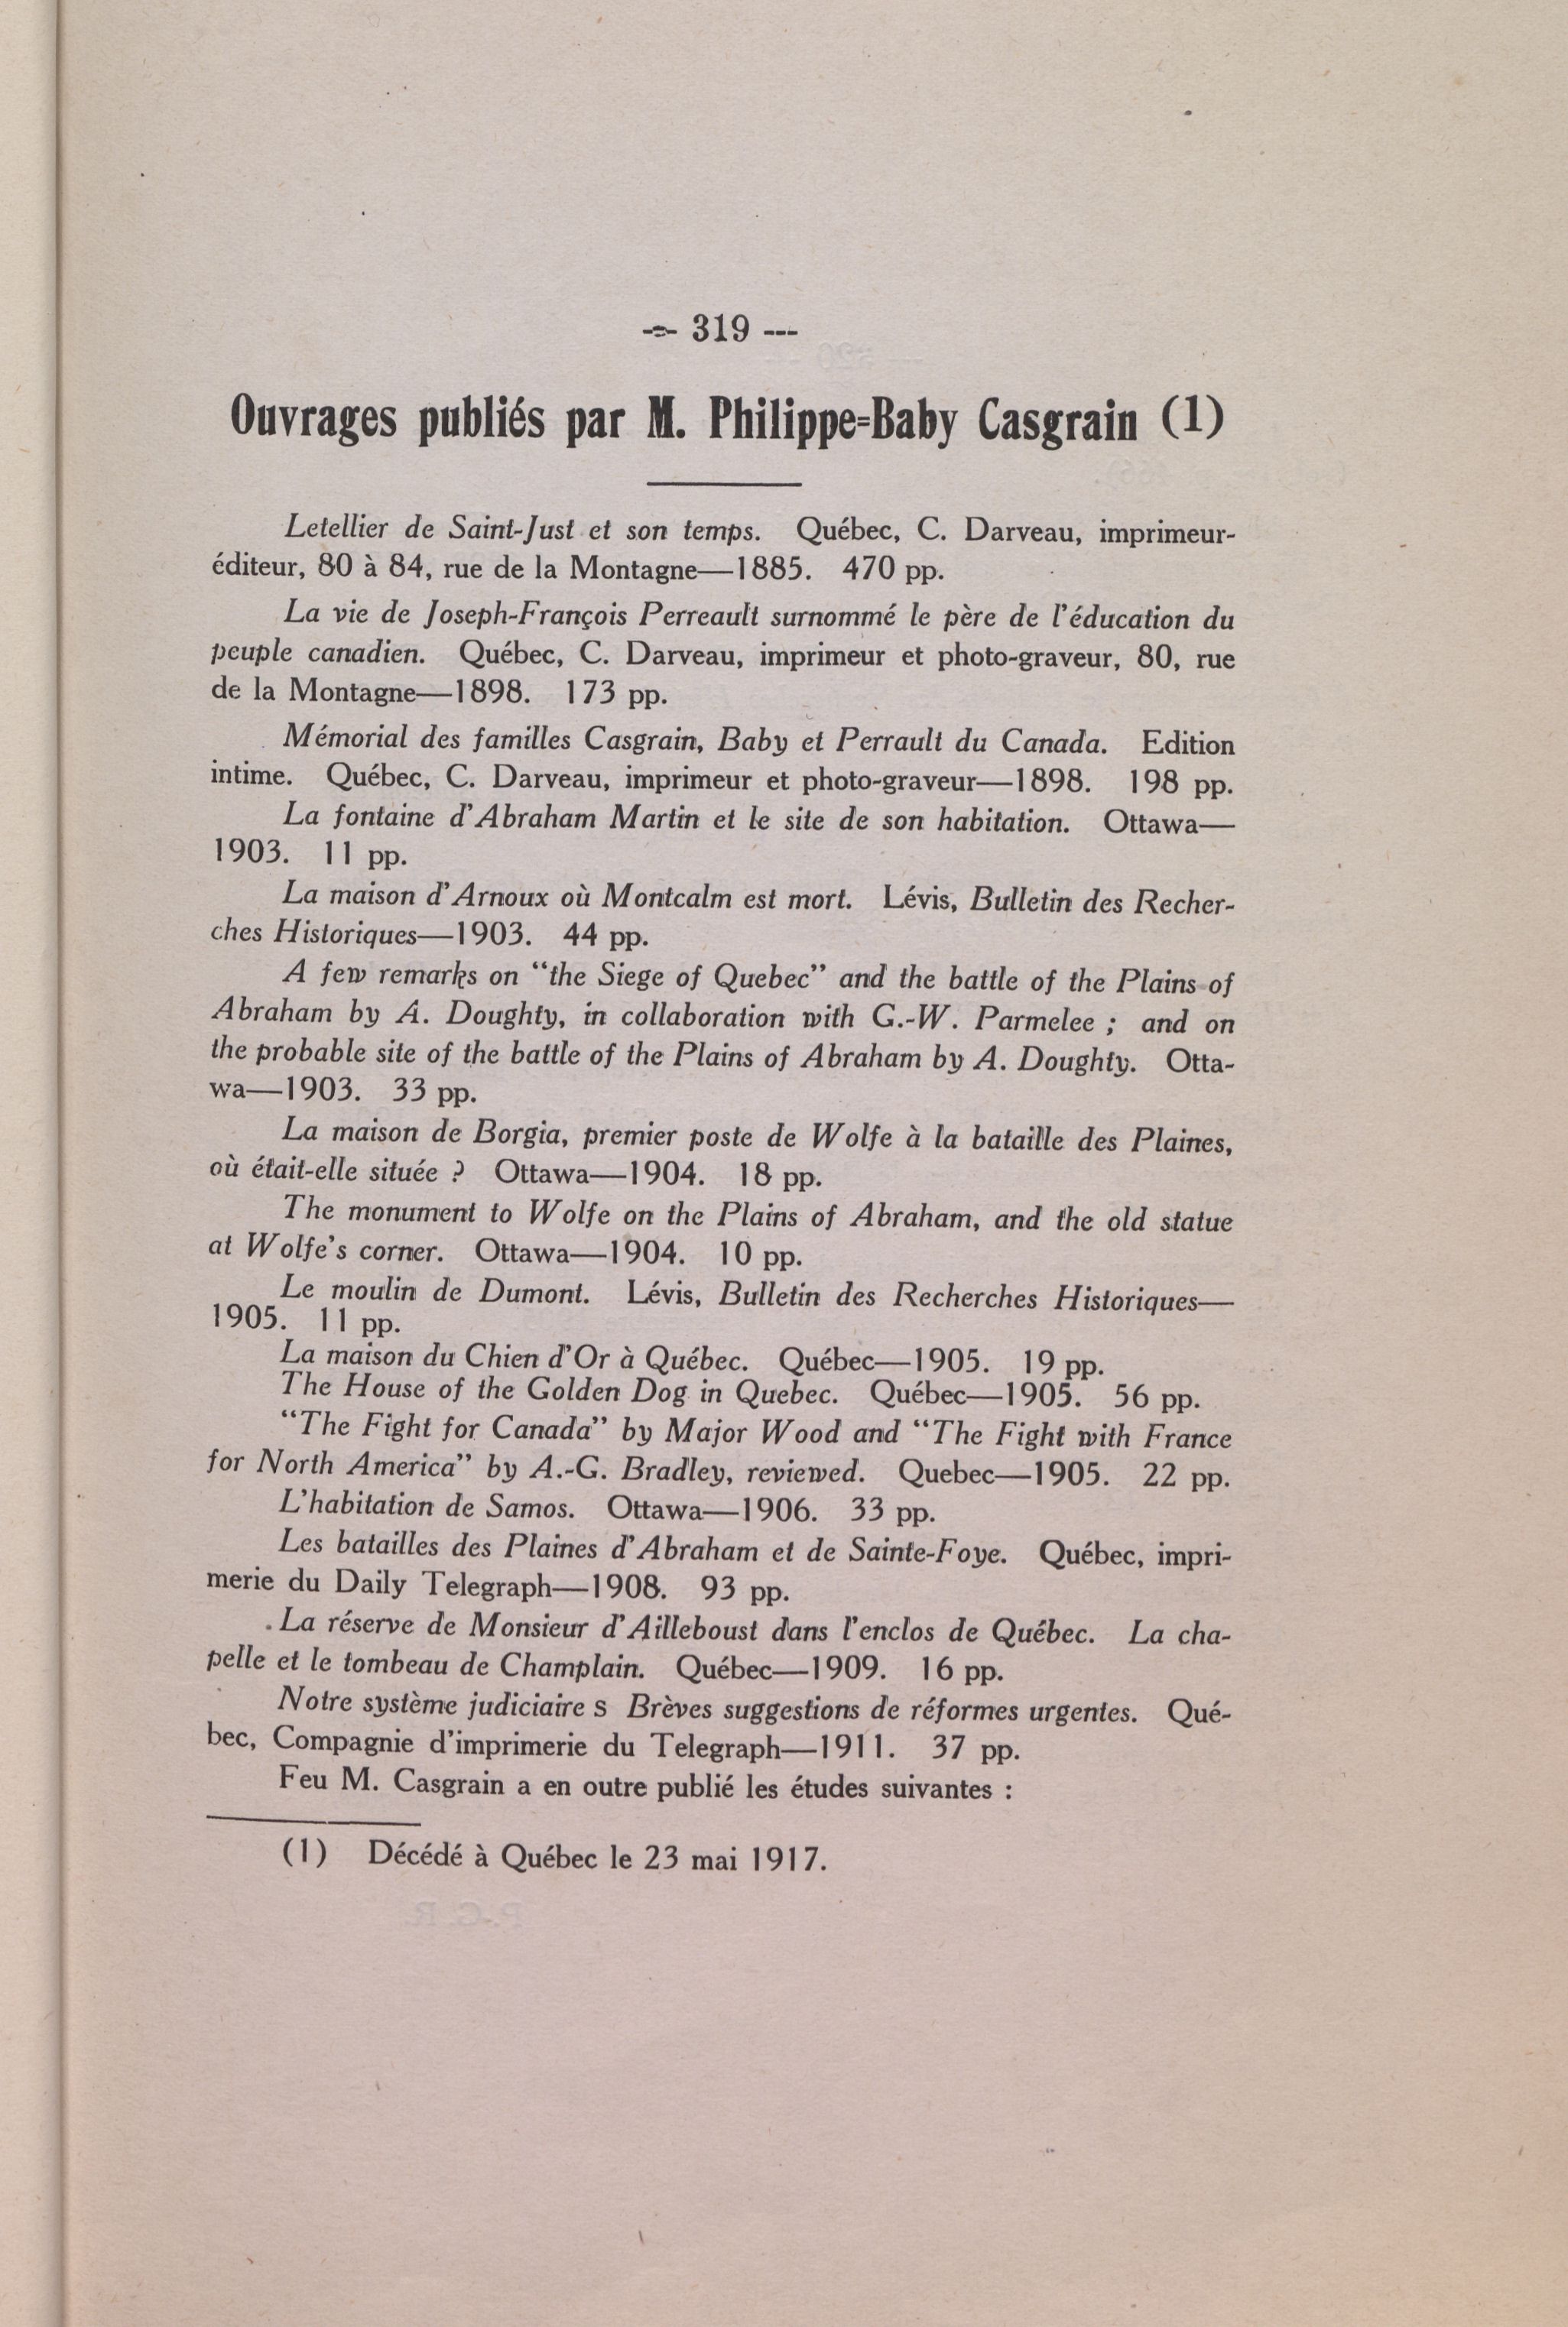 --- 319 ---
Ouvrages publiés par M. Philippe=Baby Casgrain (1)
Letellier de Saint-Just et son temps. Québec, C. Darveau, imprimeur-
éditeur, 80 à 84, rue de la Montagne—1885. 470 pp.
La vie de Joseph-François Perreault surnommé le père de l'éducation du
peuple canadien. Québec, C. Darveau, imprimeur et photo-graveur, 80, rue
de la Montagne—1898. 173 pp.
Mémorial des familles Casgrain, Baby et Perrault du Canada. Edition
intime. Québec, C. Darveau, imprimeur et photo-graveur—1898. 198 pp.
La fontaine d'Abraham Martin et le site de son habitation. Ottawa—
1903. 11 pp.
La maison d'Arnoux où Montcalm est mort. Lévis, Bulletin des Recher-
ches Historiques—1903. 44 pp.
A few remarks on “the Siege of Quebec” and the battle of the Plains of
Abraham by A. Doughty, in collaboration with G.-W. Parmelee ; and on
the probable site of the battle of the Plains of Abraham by A. Doughty. Otta-
wa—1903. 33 pp.
La maison de Borgia, premier poste de Wolfe à la bataille des Plaines,
où était-elle située ? Ottawa—1904. 18 pp.
The monument to Wolfe on the Plains of Abraham, and the old statue
at Wolfe's corner. Ottawa—1904. 10 pp.
Le moulin de Dumont. Lévis, Bulletin des Recherches Historiques—
1905. 11 pp.
La maison du Chien d'Or à Québec. Québec—1905. 19 pp.
The House of the Golden Dog in Quebec. Québec—1905. 56 pp.
“The Fight for Canada” by Major Wood and “The Fight with France
for North America” by A.-G. Bradley, reviewed. Quebec—1905. 22 pp.
L'habitation de Samos. Ottawa—1906. 33 pp.
Les batailles des Plaines d'Abraham et de Sainte-Foye. Québec, impri-
merie du Daily Telegraph—1908. 93 pp.
La réserve de Monsieur d'Ailleboust dans l'enclos de Québec. La cha-
pelle et le tombeau de Champlain. Québec—1909. 16 pp.
Notre système judiciaire s Brèves suggestions de réformes urgentes. Qué-
bec, Compagnie d'imprimerie du Telegraph—1911. 37 pp.
Feu M. Casgrain a en outre publié les études suivantes :
(1) Décédé à Québec le 23 mai 1917.